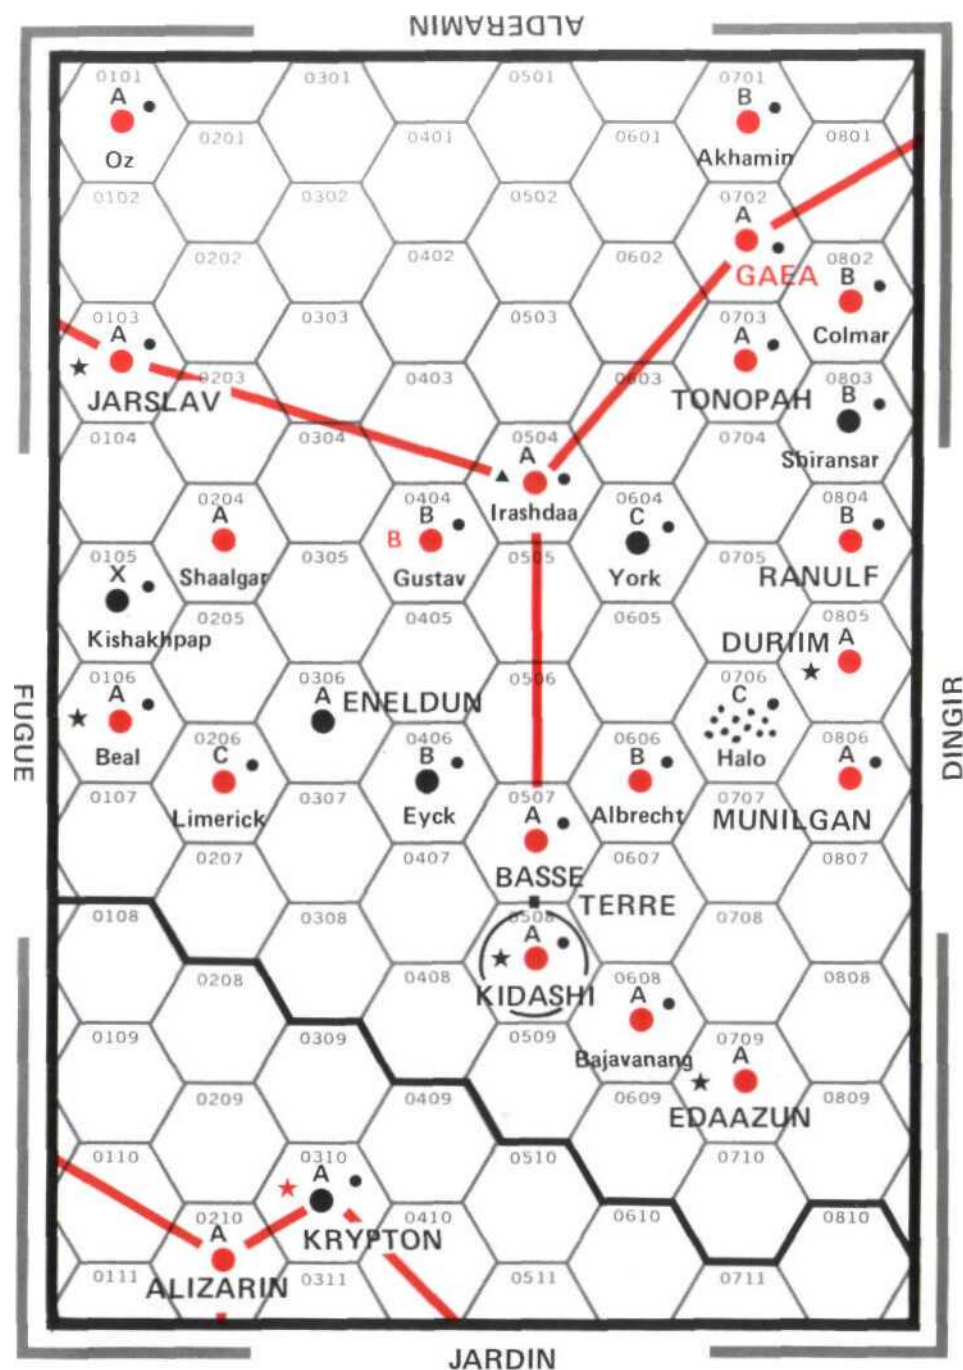 ALDERAMIN
0101 0301 0501 0701
A B
Oz 0201 0401 0601 Akhamin 0801
0102 0302 0502 0702
A
GAEA
0202 0402 0602 0802
B
Colmar
0103 0303 0503 0703
A A
JARSLAV TONOPAH
0203 0403 0603 0803
B
Shiransar
0104 0304 0504 0704
A
Irashdaa
0204 0404 0604 0804
A B B C B
Shaalgar Gustav York RANULF
0105 0305 0505 0705
X
Kishakhpap
0205 0405 0605 0805
DURIIM A
0106 0306 0506 0706
A A ENELDUN C
Beal Halo
0206 0406 0606 0806
C B B A
Limerick Eyck Albrecht MUNILGAN
FUGUE
DINGIR
0107 0307 0507 0707
A
BASSE
0207 0407 0607 0807
TERRE
0108 0308 0508 0708
A
KIDASHI
0208 0408 0608 0808
A
Bajavanang
0109 0309 0509 0709
A
EDAAZUN
0209 0409 0609 0809
0110 0310 0510 0710
A
KRYPTON
0210 0410 0610 0810
A
ALIZARIN
0111 0311 0511 0711
JARDIN